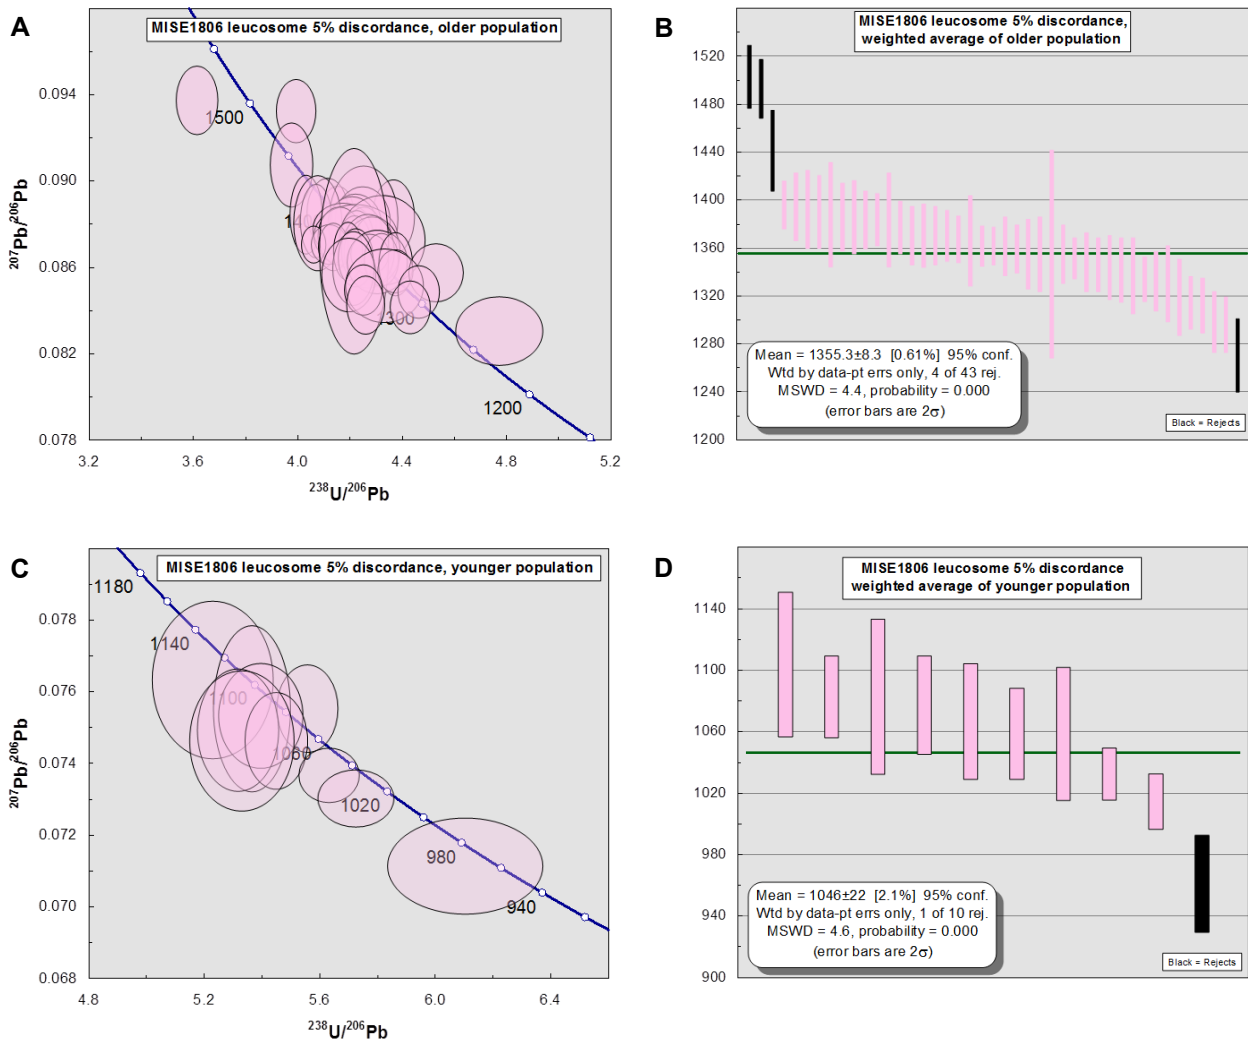 A
MISE1806 leucosome 5% discordance, older population
0.094
0.090
0.086
0.082
0.078
207Pb/206Pb
1500
1300
1200
3.2 3.6 4.0 4.4 4.8 5.2
238U/206Pb
B
MISE1806 leucosome 5% discordance,
weighted average of older population
1520
1480
1440
1400
1360
1320
1280
1240
1200
Mean = 1355.3±8.3 [0.61%] 95% conf.
Wtd by data-pt errs only, 4 of 43 rej.
MSWD = 4.4, probability = 0.000
(error bars are 2σ)
Black = Rejects
C
MISE1806 leucosome 5% discordance, younger population
0.078
0.076
0.074
0.072
0.070
0.068
207Pb/206Pb
1180
1140
1100
1060
1020
980
940
4.8 5.2 5.6 6.0 6.4
238U/206Pb
D
MISE1806 leucosome 5% discordance
weighted average of younger population
1140
1100
1060
1020
980
940
900
Mean = 1046±22 [2.1%] 95% conf.
Wtd by data-pt errs only, 1 of 10 rej.
MSWD = 4.6, probability = 0.000
(error bars are 2σ)
Black = Rejects